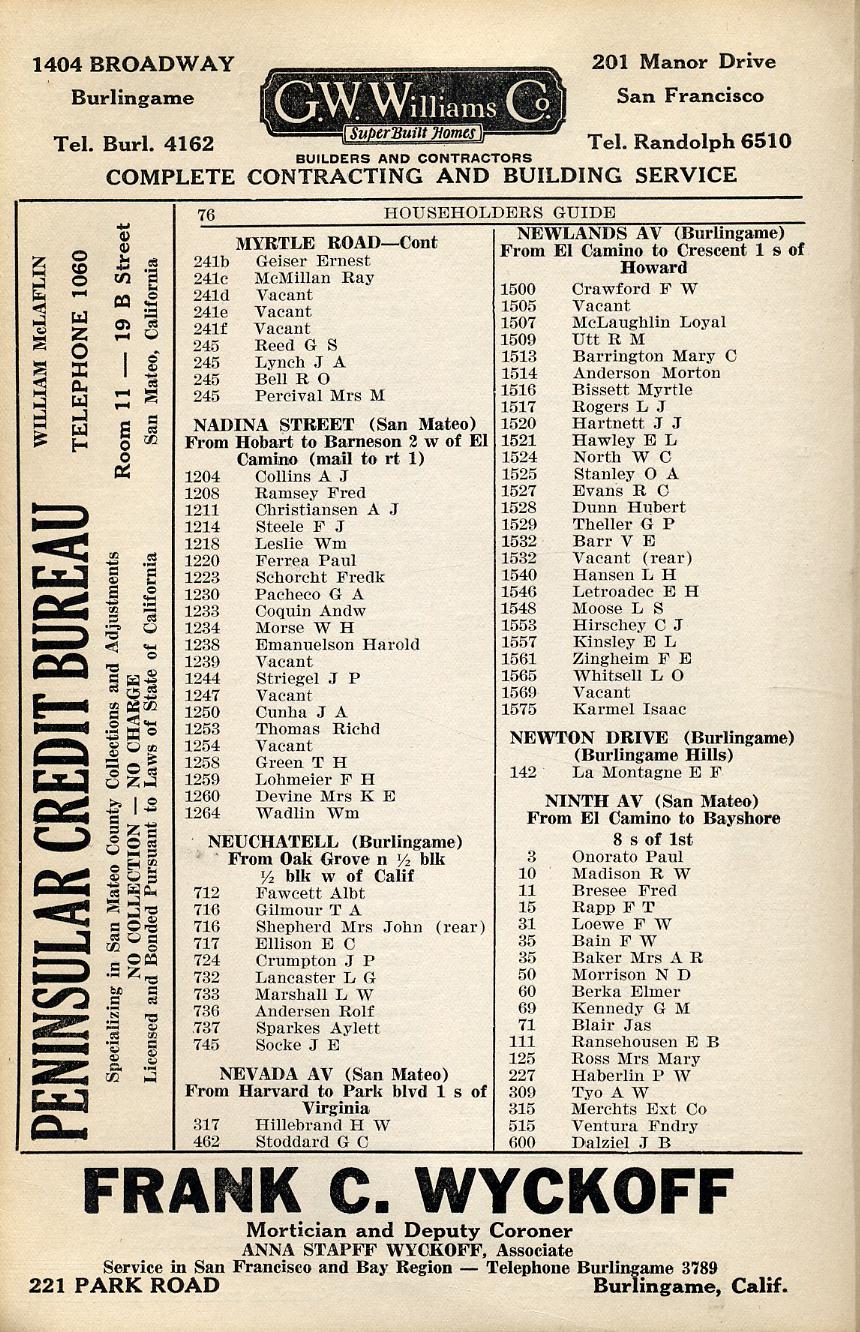 1404 BROADWAY
Burlingame
Tel. Burl. 4162
G.W. Williams Co.
Super Built Homes
BUILDERS AND CONTRACTORS
201 Manor Drive
San Francisco
Tel. Randolph 6510
COMPLETE CONTRACTING AND BUILDING SERVICE
WILLIAM McLAFLIN
TELEPHONE 1060
Room 11 — 19 B Street
San Mateo, California
PENINSULAR CREDIT BUREAU
Specializing in San Mateo County Collections and Adjustments
NO COLLECTION — NO CHARGE
Licensed and Bonded Pursuant to Laws of State of California
76 HOUSEHOLDERS GUIDE
MYRTLE ROAD—Cont
241b Geiser Ernest
241c McMillan Ray
241d Vacant
241e Vacant
241f Vacant
245 Reed G S
245 Lynch J A
245 Bell R O
245 Percival Mrs M
NADINA STREET (San Mateo)
From Hobart to Barneson 2 w of El
Camino (mail to rt 1)
1204 Collins A J
1208 Ramsey Fred
1211 Christiansen A J
1214 Steele F J
1218 Leslie Wm
1220 Ferrea Paul
1223 Schorcht Fredk
1230 Pacheco G A
1233 Coquin Andw
1234 Morse W H
1238 Emanuelson Harold
1239 Vacant
1244 Striegel J P
1247 Vacant
1250 Cunha J A
1253 Thomas Richd
1254 Vacant
1258 Green T H
1259 Lohmeier F H
1260 Devine Mrs K E
1264 Wadlin Wm
NEUCHATELL (Burlingame)
From Oak Grove n ½ blk
½ blk w of Calif
712 Fawcett Albt
716 Gilmour T A
716 Shepherd Mrs John (rear)
717 Ellison E C
724 Crumpton J P
732 Lancaster L G
733 Marshall L W
736 Andersen Rolf
737 Sparkes Aylett
745 Socke J E
NEVADA AV (San Mateo)
From Harvard to Park blvd 1 s of
Virginia
317 Hillebrand H W
462 Stoddard G C
NEWLANDS AV (Burlingame)
From El Camino to Crescent 1 s of
Howard
1500 Crawford F W
1505 Vacant
1507 McLaughlin Loyal
1509 Utt R M
1513 Barrington Mary C
1514 Anderson Morton
1516 Bissett Myrtle
1517 Rogers L J
1520 Hartnett J J
1521 Hawley E L
1524 North W C
1525 Stanley O A
1527 Evans R C
1528 Dunn Hubert
1529 Theller G P
1532 Barr V E
1532 Vacant (rear)
1540 Hansen L H
1546 Letroadec E H
1548 Moose L S
1553 Hirschey C J
1557 Kinsley E L
1561 Zingheim F E
1565 Whitsell L O
1569 Vacant
1575 Karmel Isaac
NEWTON DRIVE (Burlingame)
(Burlingame Hills)
142 La Montagne E F
NINTH AV (San Mateo)
From El Camino to Bayshore
8 s of 1st
3 Onorato Paul
10 Madison R W
11 Bresee Fred
15 Rapp F T
31 Loewe F W
35 Bain F W
35 Baker Mrs A R
50 Morrison N D
60 Berka Elmer
69 Kennedy G M
71 Blair Jas
111 Ransehousen E B
125 Ross Mrs Mary
227 Haberlin P W
309 Tyo A W
315 Merchts Ext Co
515 Ventura Fndry
600 Dalziel J B
FRANK C. WYCKOFF
Mortician and Deputy Coroner
ANNA STAPFF WYCKOFF, Associate
Service in San Francisco and Bay Region — Telephone Burlingame 3789
221 PARK ROAD Burlingame, Calif.